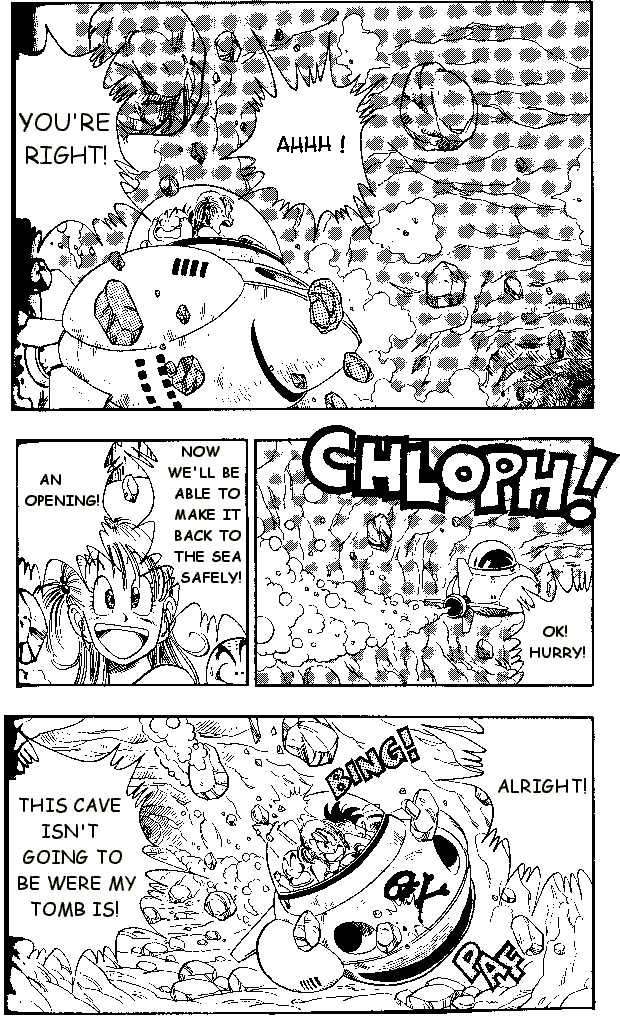 AHHH !
YOU'RE
RIGHT!
CHLOPH!
OK!
HURRY!
NOW
WE'LL BE
ABLE TO
MAKE IT
BACK TO
THE SEA
SAFELY!
AN
OPENING!
ALRIGHT!
BING!
PAF
THIS CAVE
ISN'T
GOING TO
BE WERE MY
TOMB IS!